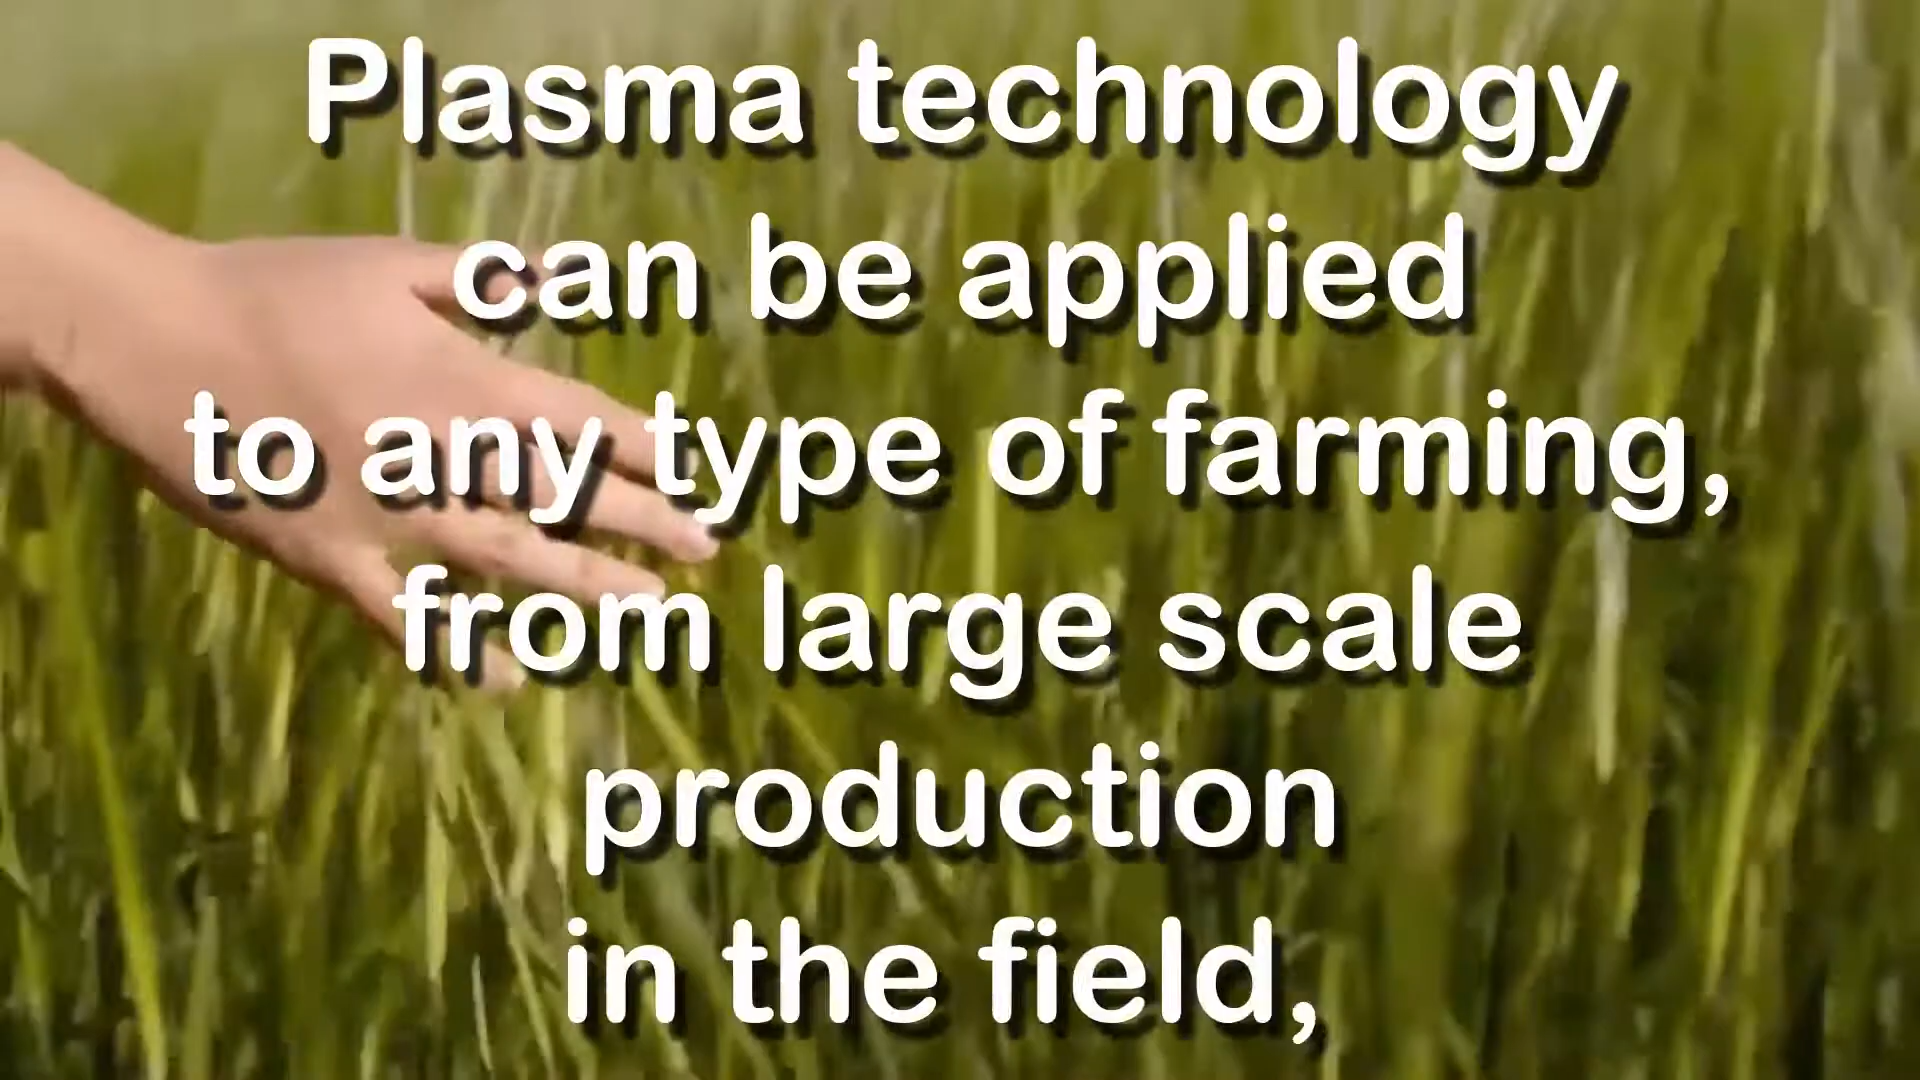 Plasma technology
can be applied
to any type of farming,
from large scale
production
in the field,